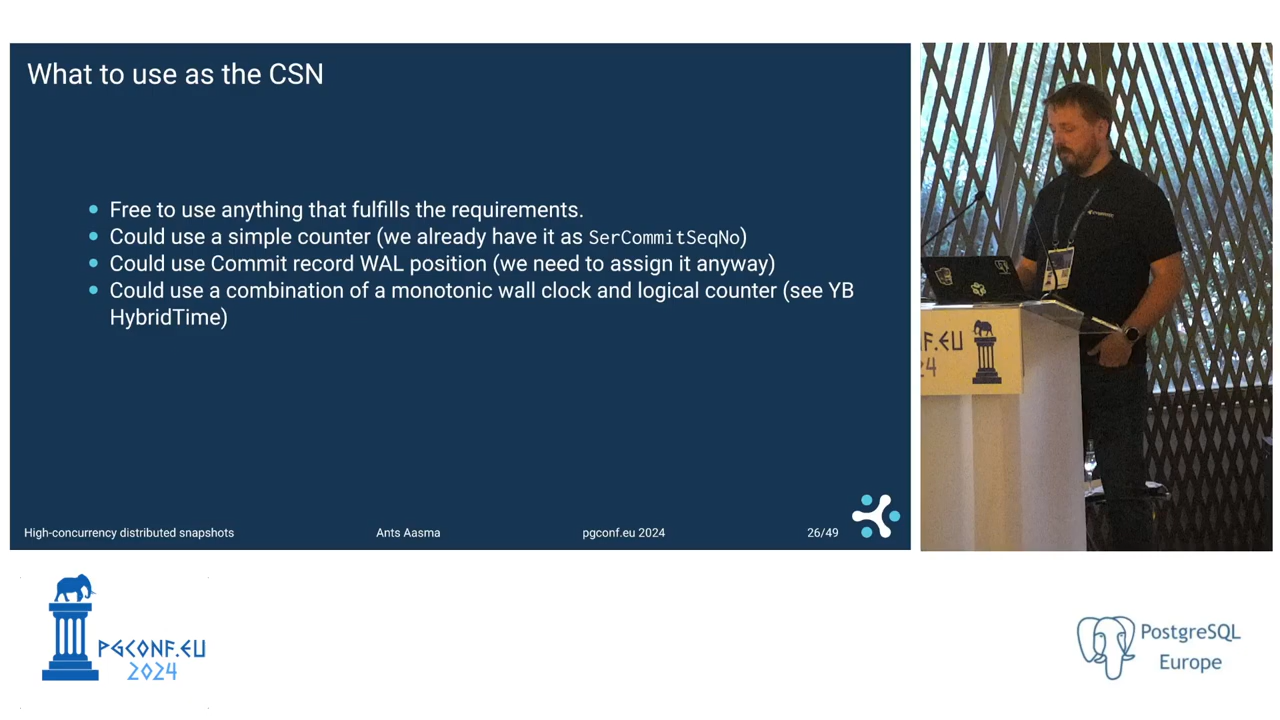 What to use as the CSN
Free to use anything that fulfills the requirements.
Could use a simple counter (we already have it as SerCommitSeqNo)
Could use Commit record WAL position (we need to assign it anyway)
Could use a combination of a monotonic wall clock and logical counter (see YB
HybridTime)
High-concurrency distributed snapshots
Ants Aasma
pgconf.eu 2024
26/49
NF.EU
24
PGCONF.EU
2024
PostgreSQL
Europe